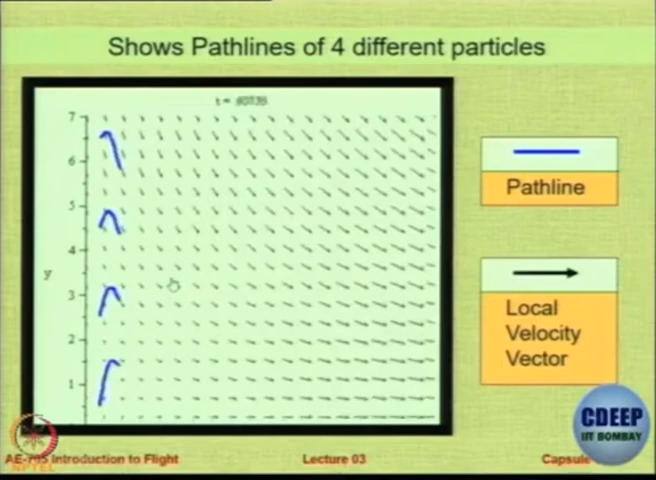 Shows Pathlines of 4 different particles
7
6
5
4
y
3
2
1
Pathline
Local
Velocity
Vector
CDEEP
IIT BOMBAY
NPTEL
Introduction to Flight
Lecture 03
Capsule